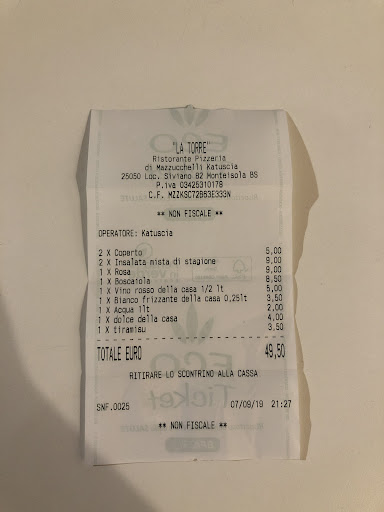 "LA TORRE"
Ristorante Pizzeria
di Mazzucchelli Katuscia
25050 Loc. Siviano 82 Monteisola BS
P.iva 03425310178
C.F. MZZKSC72B63E333N
** NON FISCALE **
OPERATORE: Katuscia
2 X Coperto 5,00
2 X Insalata mista di stagione 9,00
1 X Rosa 9,00
1 X Boscaiola 8,50
1 X Vino rosso della casa 1/2 lt 5,00
1 X Bianco frizzante della casa 0,25lt 3,50
1 X Acqua 1lt 2,00
1 X dolce della casa 4,00
1 X tiramisu 3,50
TOTALE EURO 49,50
RITIRARE LO SCONTRINO ALLA CASSA
SNF.0025 07/09/19 21:27
** NON FISCALE **